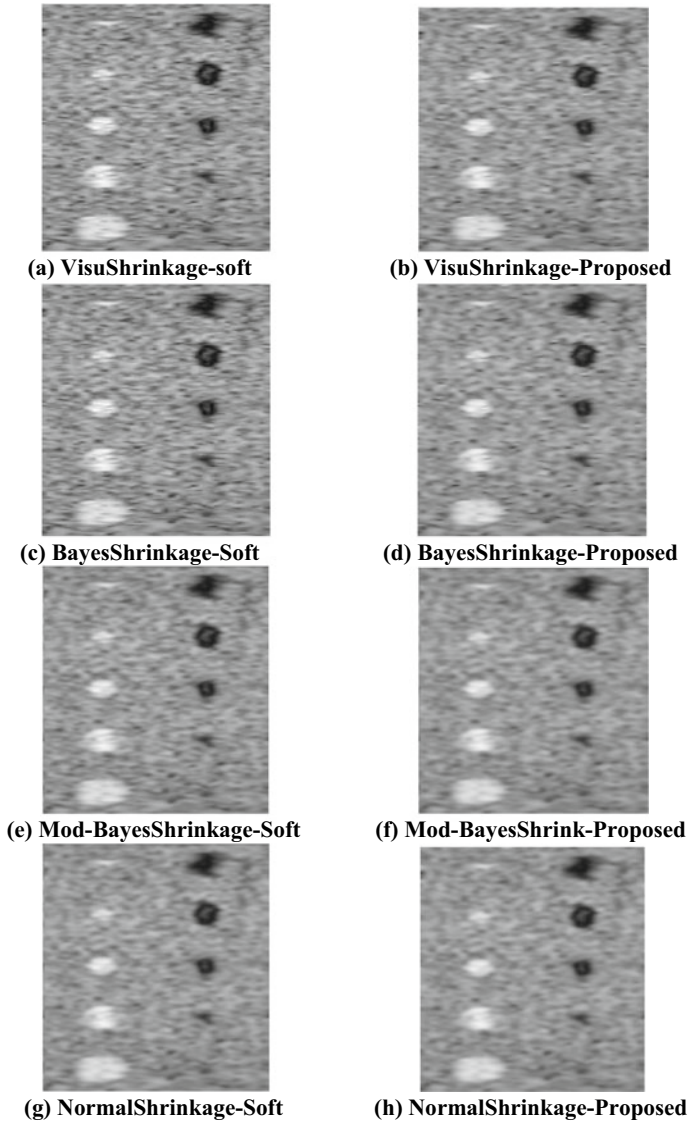 (a) VisuShrinkage-soft
(b) VisuShrinkage-Proposed
(c) BayesShrinkage-Soft
(d) BayesShrinkage-Proposed
(e) Mod-BayesShrinkage-Soft
(f) Mod-BayesShrink-Proposed
(g) NormalShrinkage-Soft
(h) NormalShrinkage-Proposed